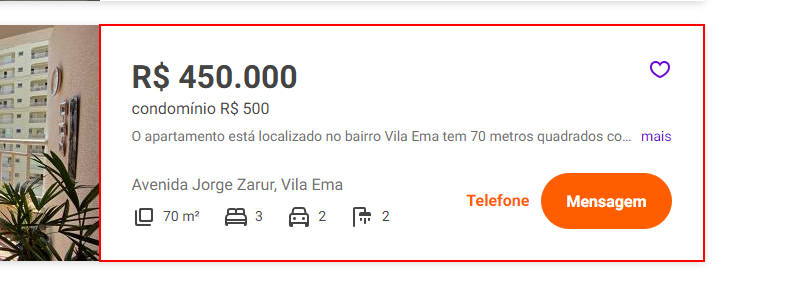 R$ 450.000
condomínio R$ 500
O apartamento está localizado no bairro Vila Ema tem 70 metros quadrados co... mais
Avenida Jorge Zarur, Vila Ema
70 m² 3 2 2
Telefone Mensagem